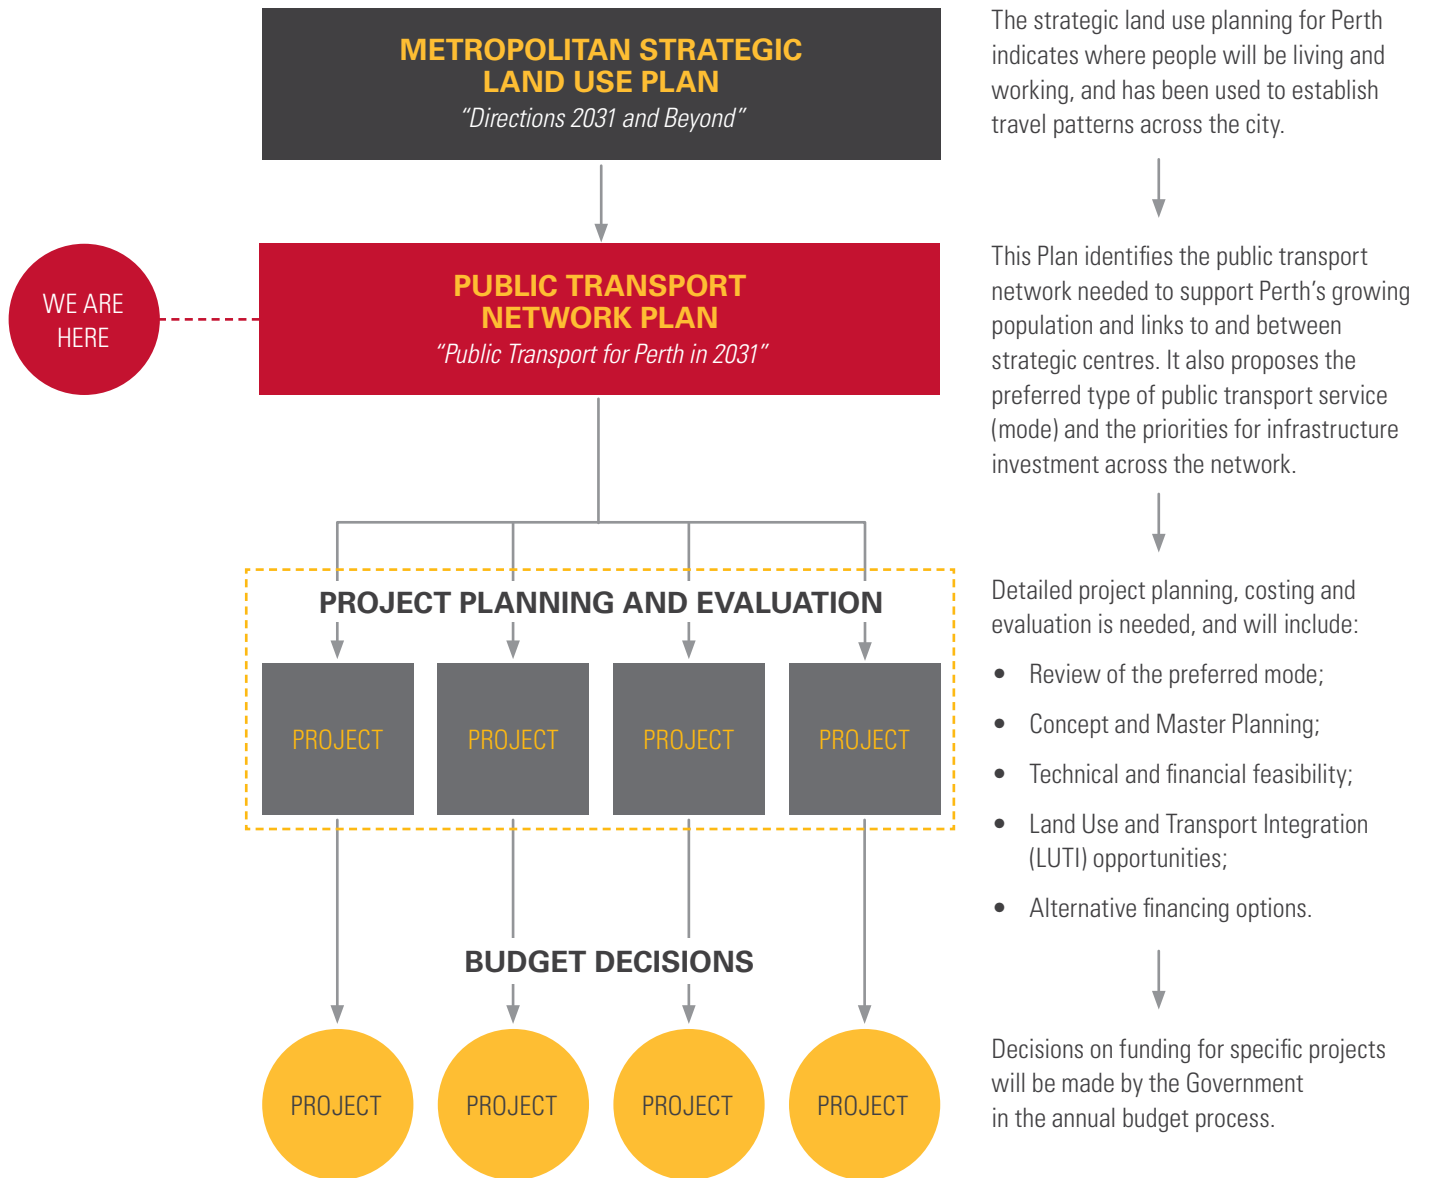 METROPOLITAN STRATEGIC
LAND USE PLAN
“Directions 2031 and Beyond”
The strategic land use planning for Perth
indicates where people will be living and
working, and has been used to establish
travel patterns across the city.
WE ARE
HERE
PUBLIC TRANSPORT
NETWORK PLAN
“Public Transport for Perth in 2031”
This Plan identifies the public transport
network needed to support Perth’s growing
population and links to and between
strategic centres. It also proposes the
preferred type of public transport service
(mode) and the priorities for infrastructure
investment across the network.
PROJECT PLANNING AND EVALUATION
PROJECT
PROJECT
PROJECT
PROJECT
Detailed project planning, costing and
evaluation is needed, and will include:
• Review of the preferred mode;
• Concept and Master Planning;
• Technical and financial feasibility;
• Land Use and Transport Integration
(LUTI) opportunities;
• Alternative financing options.
BUDGET DECISIONS
PROJECT
PROJECT
PROJECT
PROJECT
Decisions on funding for specific projects
will be made by the Government
in the annual budget process.